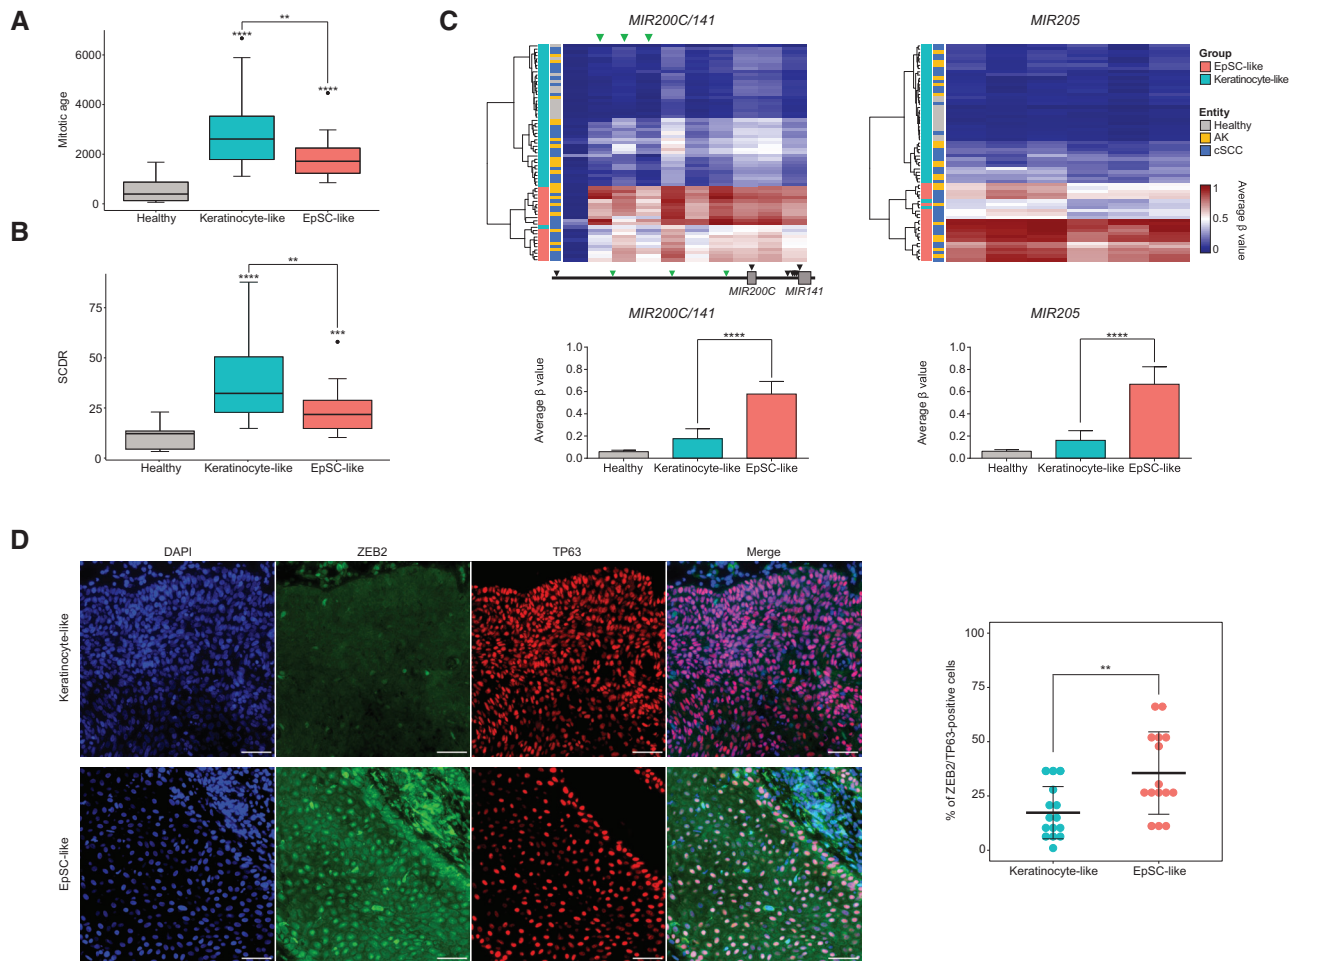 A
Mitotic age
6000
4000
2000
0
****
**
****
Healthy
Keratinocyte-like
EpSC-like
B
SCDR
75
50
25
0
****
**
***
Healthy
Keratinocyte-like
EpSC-like
C
MIR200C/141
MIR205
Group
EpSC-like
Keratinocyte-like
Entity
Healthy
AK
cSCC
1
0.5
0
Average β value
MIR200C
MIR141
MIR200C/141
Average β value
1.0
0.8
0.6
0.4
0.2
0.0
****
Healthy
Keratinocyte-like
EpSC-like
MIR205
Average β value
1.0
0.8
0.6
0.4
0.2
0.0
****
Healthy
Keratinocyte-like
EpSC-like
D
DAPI
ZEB2
TP63
Merge
Keratinocyte-like
EpSC-like
% of ZEB2/TP63-positive cells
100
75
50
25
0
**
Keratinocyte-like
EpSC-like